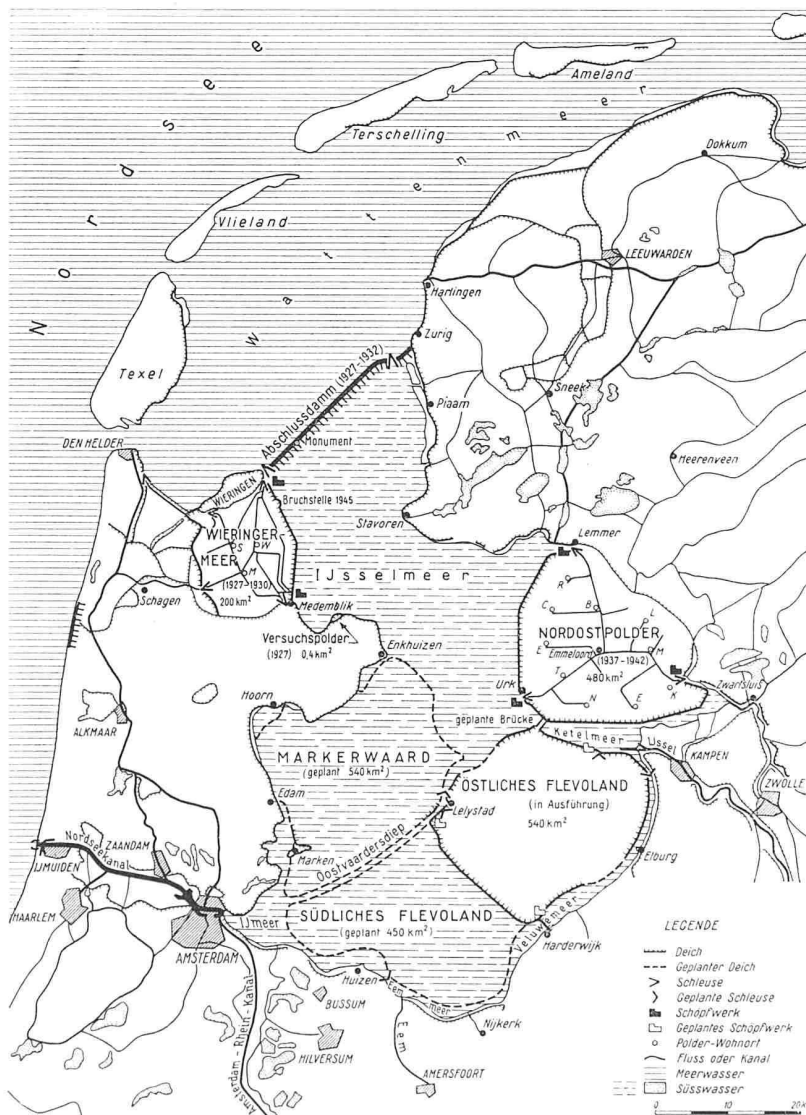 Nordsee
Wattenmeer
Ameland
Terschelling
Vlieland
Texel
Dokkum
LEEUWARDEN
Harlingen
Zurig
Abschlussdamm (1927-1932)
Monument
Piaam
Sneek
Heerenveen
DEN HELDER
WIERINGEN
Bruchstelle 1945
Stavoren
WIERINGER-
MEER
S
W
M
(1927-1930)
200 km²
Schagen
IJsselmeer
Medemblik
Lemmer
Versuchspolder
(1927) 0,4 km²
Enkhuizen
R
C
B
L
NORDOSTPOLDER
E
Emmeloord
(1937-1942)
M
480 km²
T
K
N
E
Zwartsluis
Urk
Hoorn
geplante Brücke
Ketelmeer
IJssel
KAMPEN
ZWOLLE
ALKMAAR
MARKERWAARD
(geplant 540 km²)
ÖSTLICHES FLEVOLAND
(in Ausführung)
540 km²
Lelystad
Edam
Marken
Oostvaardersdiep
Elburg
Nordseekanal
ZAANDAM
IJMUIDEN
HAARLEM
AMSTERDAM
IJmeer
SÜDLICHES FLEVOLAND
(geplant 450 km²)
Veluwemeer
Harderwijk
Huizen
Eemmeer
BUSSUM
Eem
Nijkerk
HILVERSUM
AMERSFOORT
Amsterdam-Rhein-Kanal
LEGENDE
Deich
Geplanter Deich
Schleuse
Geplante Schleuse
Schöpfwerk
Geplantes Schöpfwerk
Polder-Wohnort
Fluss oder Kanal
Meerwasser
Süsswasser
0 10 20k